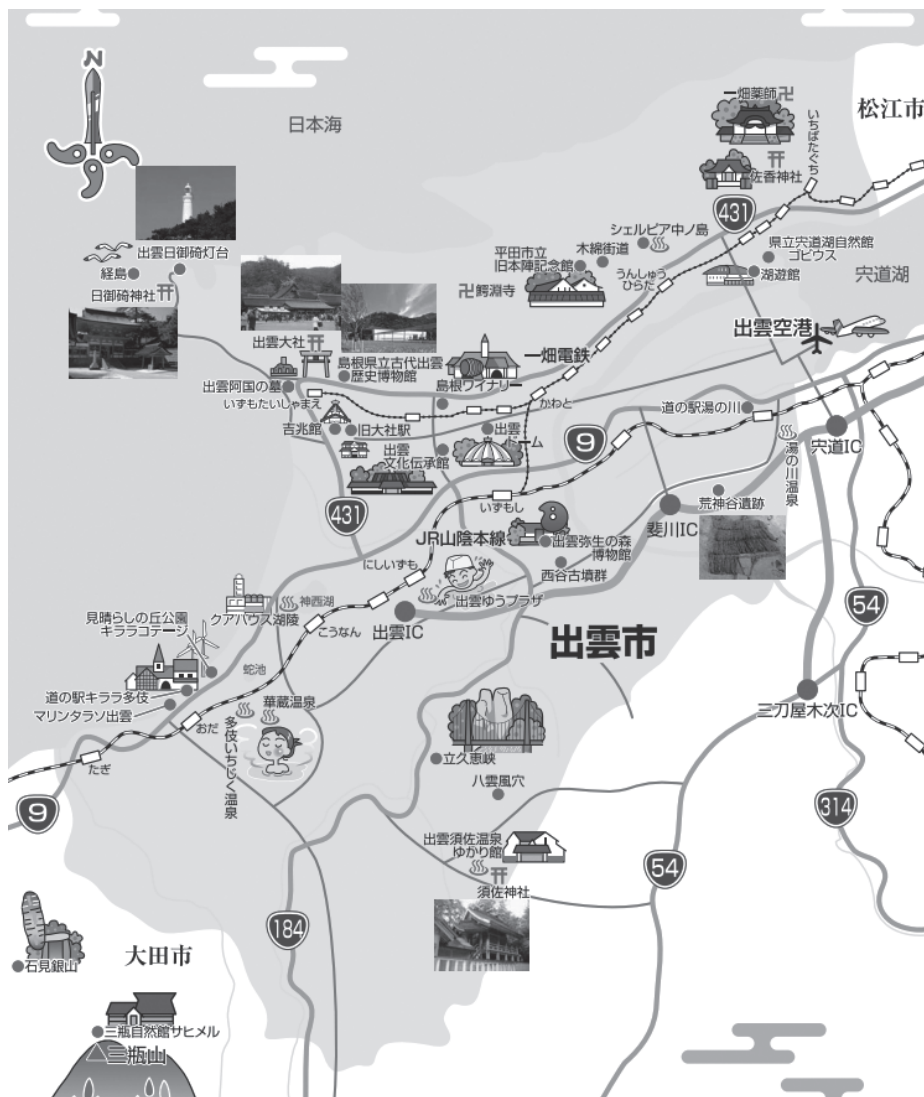 N
日本海
一畑薬師
松江市
いちばたぐち
佐香神社
431
シェルピア中ノ島
木綿街道
平田市立
旧本陣記念館
うんしゅう
ひらた
県立宍道湖自然館
ゴビウス
湖遊館
宍道湖
出雲日御碕灯台
経島
日御碕神社
鰐淵寺
出雲空港
出雲大社
島根県立古代出雲
歴史博物館
一畑電鉄
島根ワイナリー
出雲阿国の墓
いずもたいしゃまえ
かわと
吉兆館
旧大社駅
出雲
ドーム
出雲
文化伝承館
9
道の駅湯の川
宍道IC
湯の川温泉
431
いずもし
荒神谷遺跡
斐川IC
JR山陰本線
出雲弥生の森
博物館
にしいずも
西谷古墳群
出雲ゆうプラザ
54
神西湖
クアハウス湖陵
見晴らしの丘公園
キララコテージ
こうなん
出雲IC
出雲市
蛇池
道の駅キララ多伎
マリンタラソ出雲
華蔵温泉
三刀屋木次IC
おだ
たぎ
多伎いちじく温泉
立久恵峡
八雲風穴
9
314
出雲須佐温泉
ゆかり館
54
須佐神社
184
大田市
石見銀山
三瓶自然館サヒメル
三瓶山